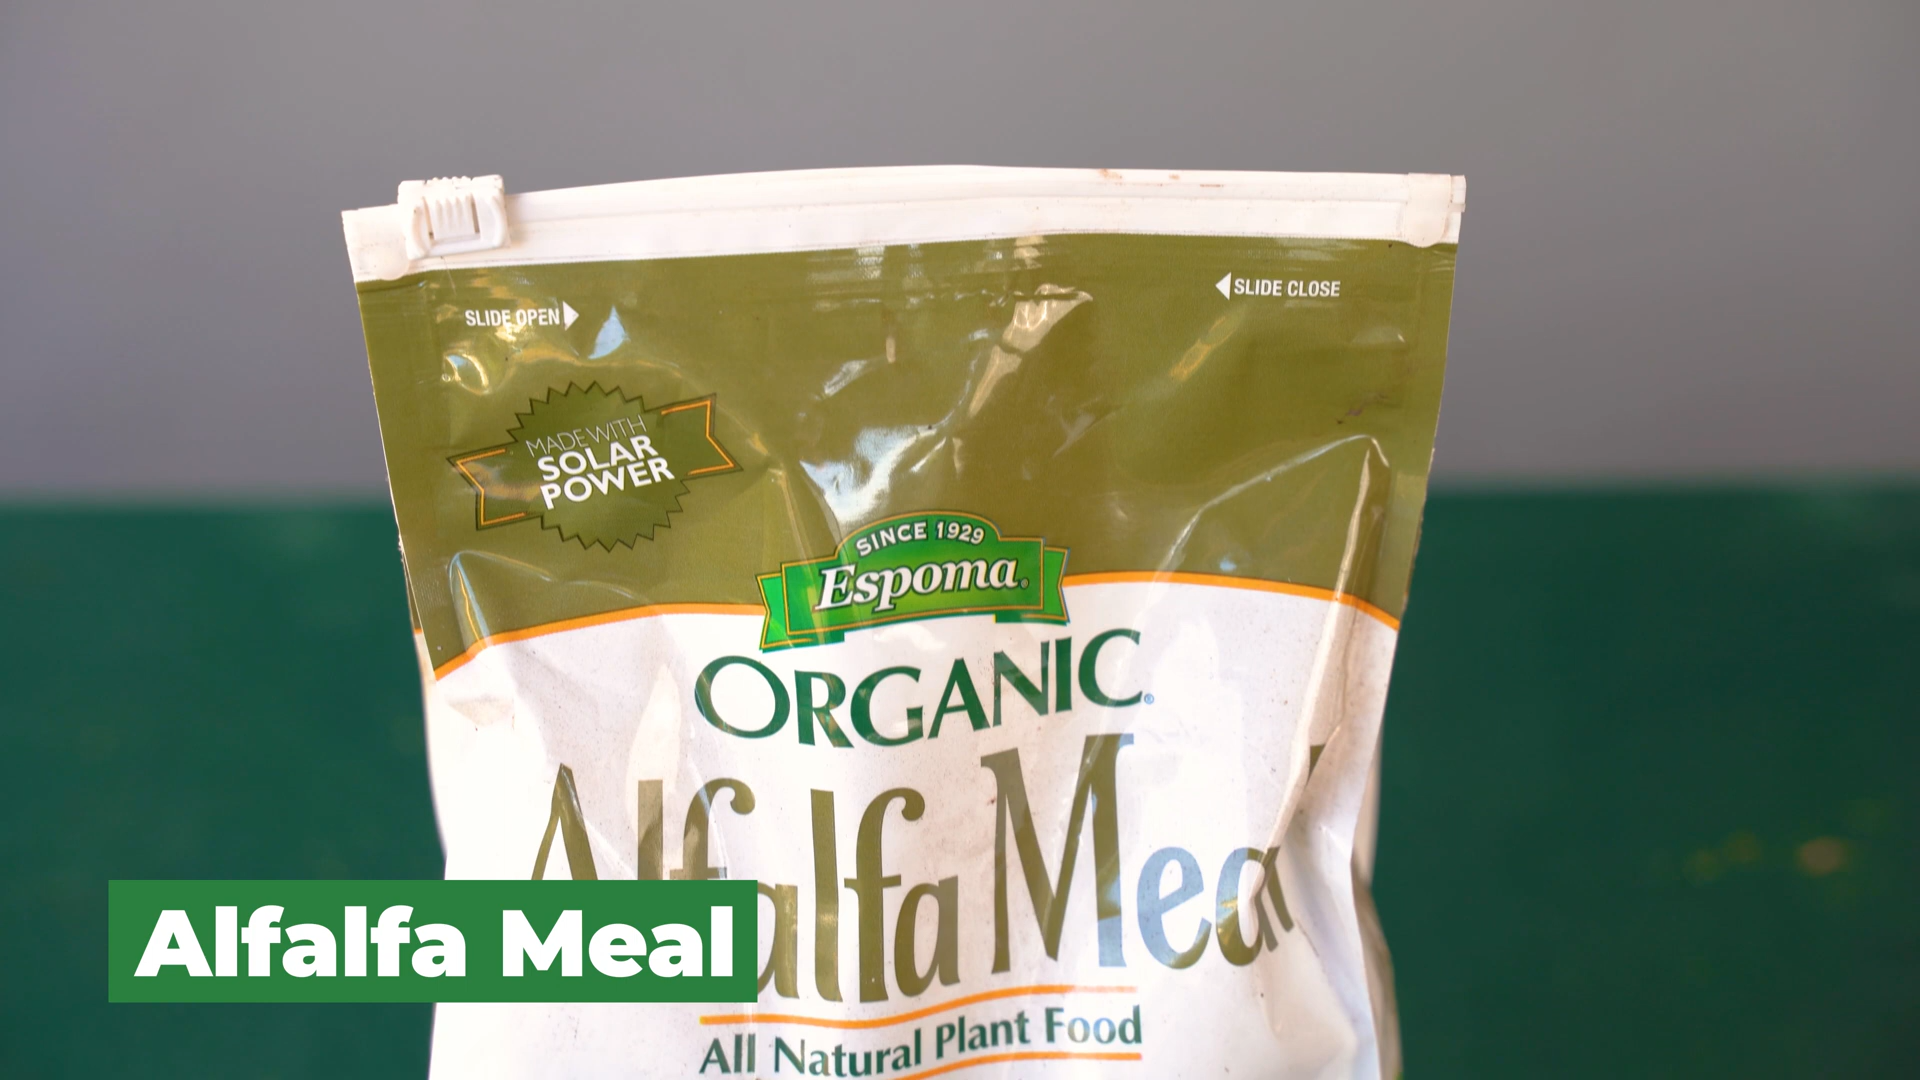 SLIDE OPEN
SLIDE CLOSE
MADE WITH
SOLAR
POWER
SINCE 1929
Espoma®
ORGANIC®
Alfalfa Meal
All Natural Plant Food
Alfalfa Meal